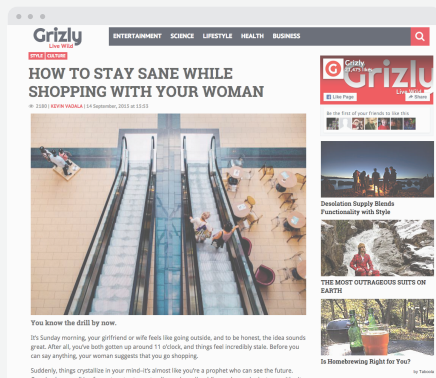 Grizly
Live Wild
ENTERTAINMENT SCIENCE LIFESTYLE HEALTH BUSINESS
STYLE CULTURE
HOW TO STAY SANE WHILE
SHOPPING WITH YOUR WOMAN
2180 | KEVIN VADALA | 14 September, 2015 at 13:53
You know the drill by now.
It's Sunday morning, your girlfriend or wife feels like going outside, and to be honest, the idea sounds
great. After all, you've both gotten up around 11 o'clock, and things feel incredibly stale. Before you
can say anything, your woman suggests that you go shopping.
Suddenly, things crystallize in your mind-it's almost like you're a prophet who can see the future.
Grizly
Grizly
Live Wild
Like Page
Share
Be the first of your friends to like this
Desolation Supply Blends
Functionality with Style
THE MOST OUTRAGEOUS SUITS ON
EARTH
Is Homebrewing Right for You?
by Taboola